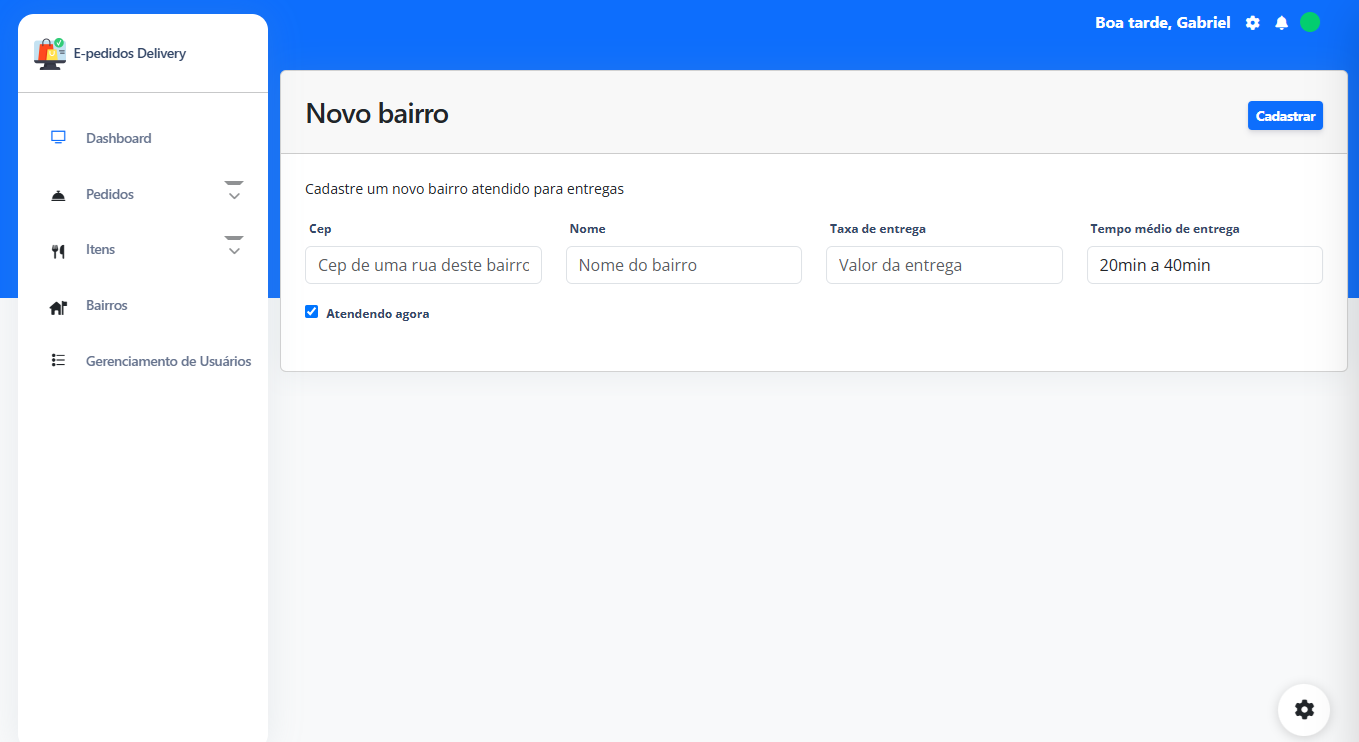 Boa tarde, Gabriel
E-pedidos Delivery
Dashboard
Pedidos
Itens
Bairros
Gerenciamento de Usuários
Novo bairro
Cadastrar
Cadastre um novo bairro atendido para entregas
Cep
Nome
Taxa de entrega
Tempo médio de entrega
Cep de uma rua deste bairro
Nome do bairro
Valor da entrega
20min a 40min
Atendendo agora